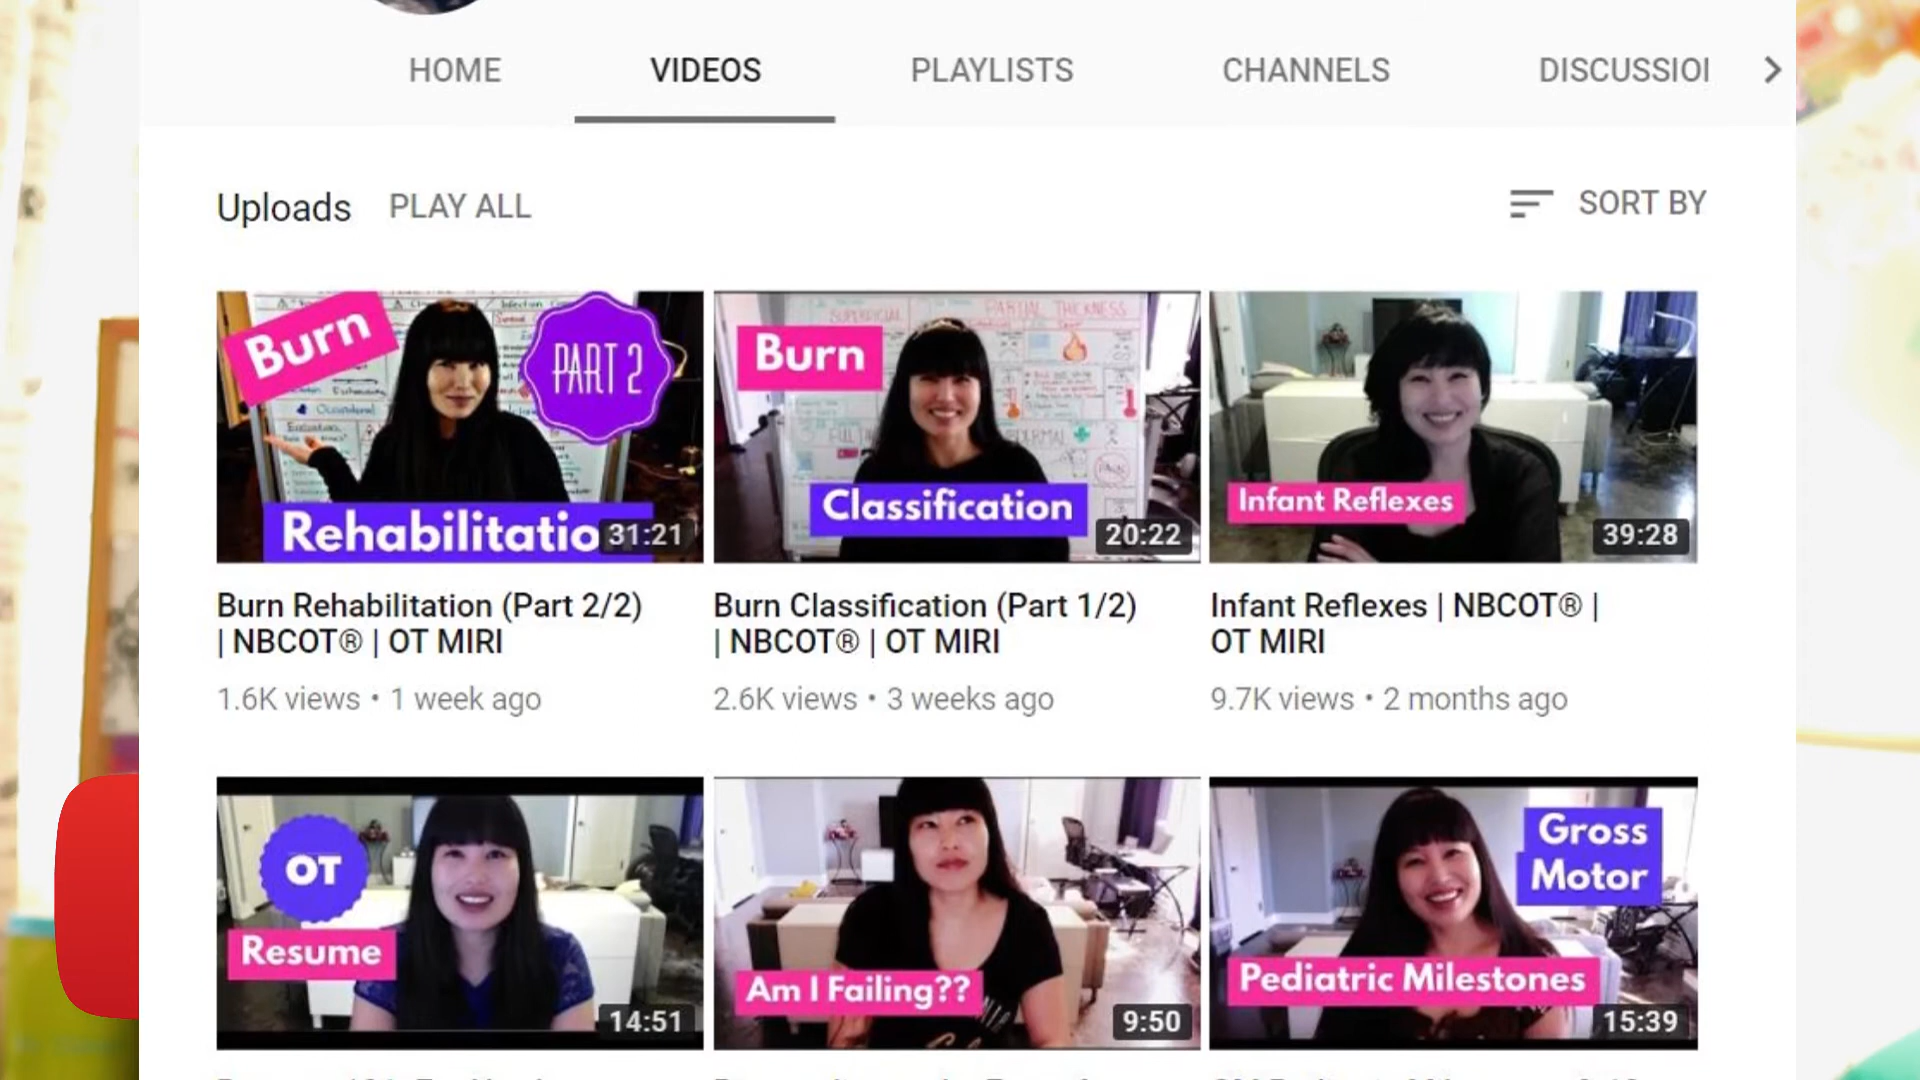 HOME VIDEOS PLAYLISTS CHANNELS DISCUSSIO
Uploads PLAY ALL SORT BY
Burn
PART 2
Rehabilitatio
31:21
Burn
SUPERFICIAL PARTIAL THICKNESS
Classification
20:22
Infant Reflexes
39:28
Burn Rehabilitation (Part 2/2)
| NBCOT® | OT MIRI
1.6K views • 1 week ago
Burn Classification (Part 1/2)
| NBCOT® | OT MIRI
2.6K views • 3 weeks ago
Infant Reflexes | NBCOT® |
OT MIRI
9.7K views • 2 months ago
OT
Resume
14:51
Am I Failing??
9:50
Gross
Motor
Pediatric Milestones
15:39